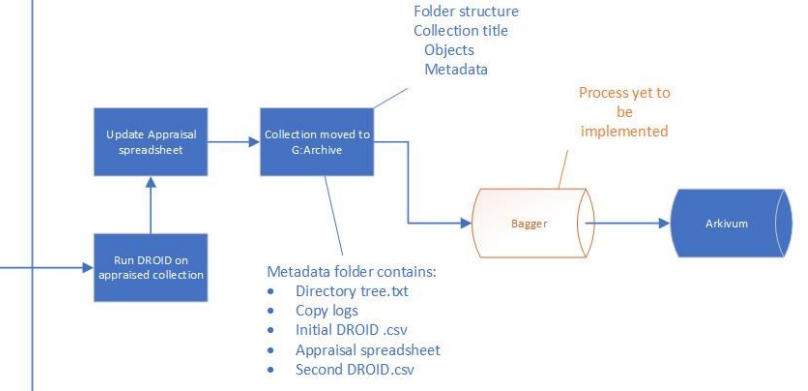 Folder structure
Collection title
Objects
Metadata
Process yet to
be
implemented
Update Appraisal
spreadsheet
Collection moved to
G:Archive
Bagger
Arkivum
Run DROID on
appraised collection
Metadata folder contains:
• Directory tree.txt
• Copy logs
• Initial DROID .csv
• Appraisal spreadsheet
• Second DROID.csv